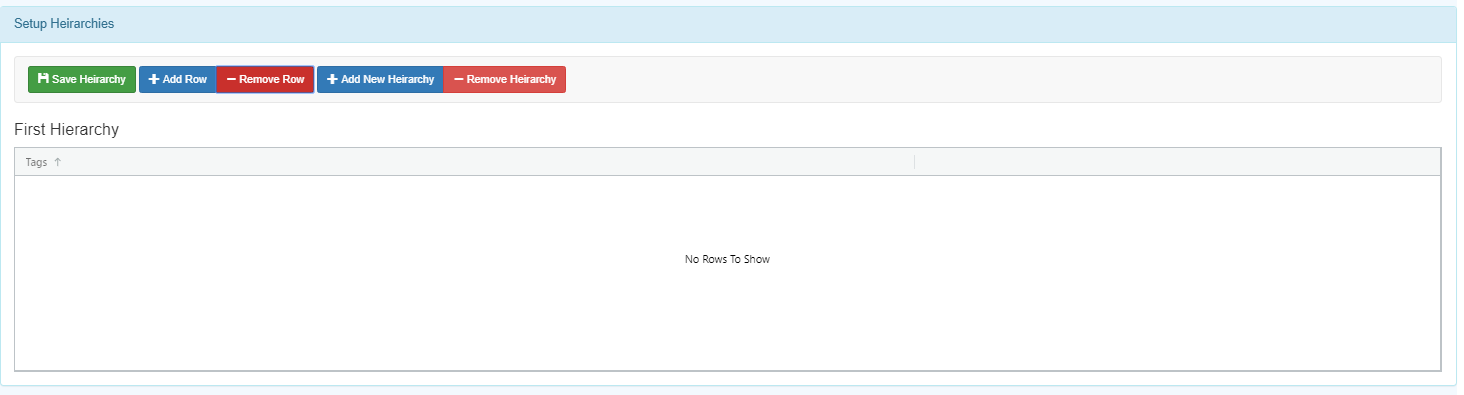 Setup Heirarchies
Save Heirarchy Add Row Remove Row Add New Heirarchy Remove Heirarchy
First Hierarchy
Tags
No Rows To Show